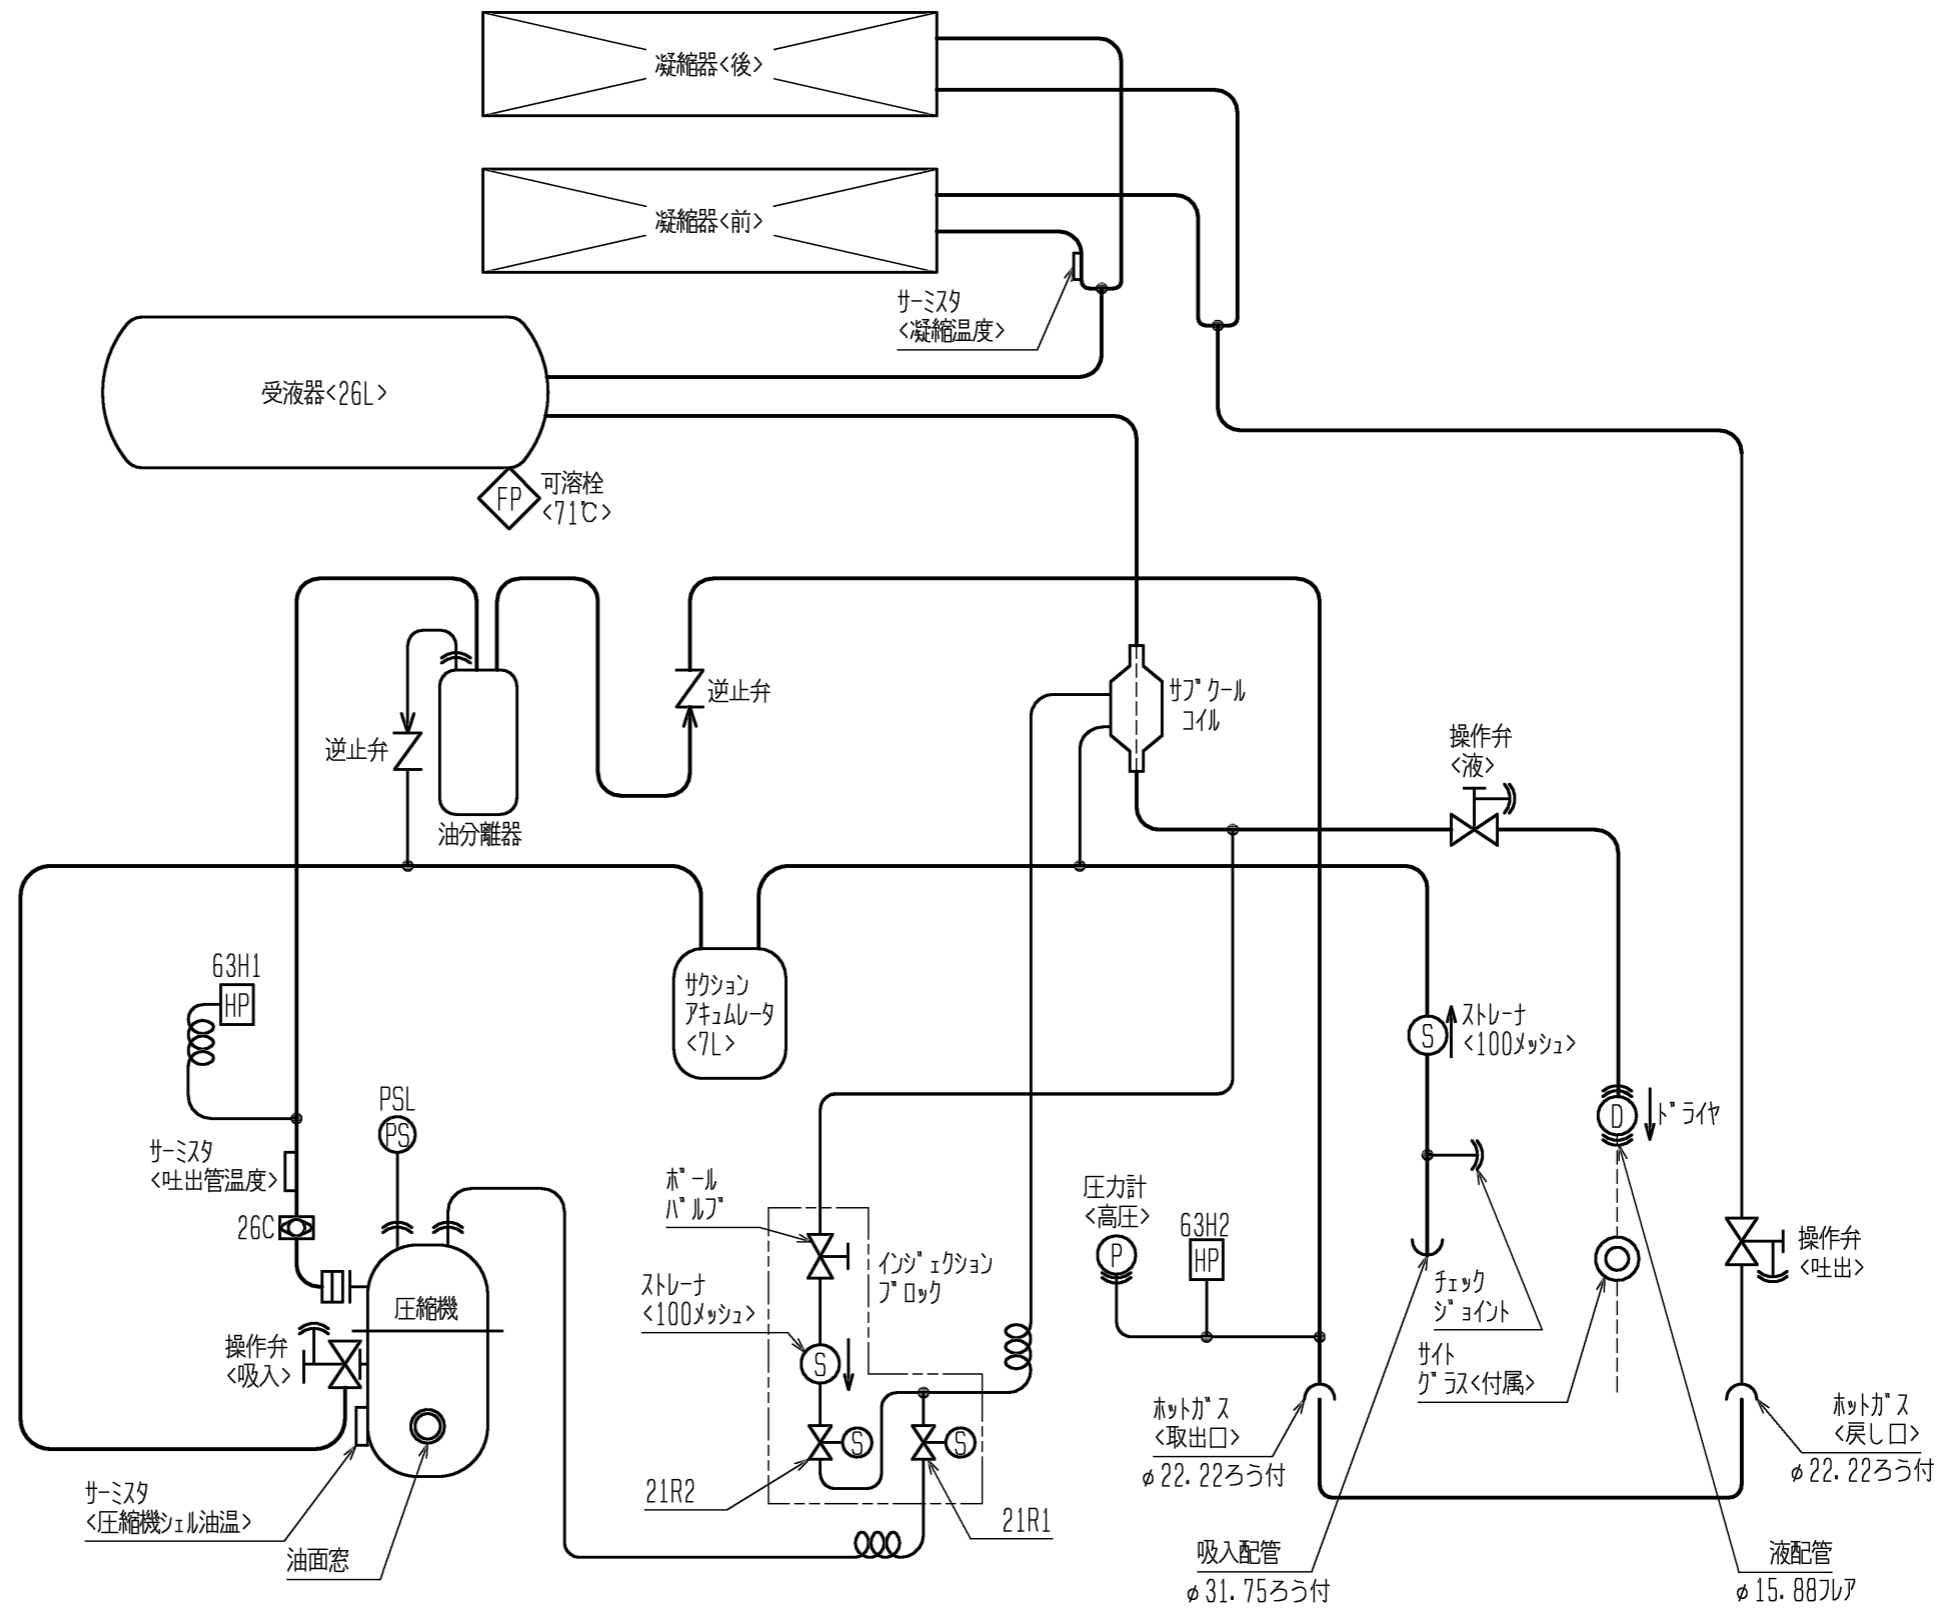 凝縮器<後>
凝縮器<前>
サーミスタ
<凝縮温度>
受液器<26L>
FP
可溶栓
<71℃>
逆止弁
サブクール
コイル
逆止弁
操作弁
<液>
油分離器
63H1
HP
サクション
アキュムレータ
<7L>
S
ストレーナ
<100メッシュ>
PSL
PS
D
ドライヤ
サーミスタ
<吐出管温度>
ボール
バルブ
圧力計
<高圧>
26C
63H2
P
HP
操作弁
<吐出>
インジェクション
ブロック
ストレーナ
<100メッシュ>
チェック
ジョイント
圧縮機
操作弁
<吸入>
S
サイト
グラス<付属>
ホットガス
<取出口>
φ22.22ろう付
ホットガス
<戻し口>
φ22.22ろう付
S
S
21R2
サーミスタ
<圧縮機シェル油温>
21R1
油面窓
吸入配管
φ31.75ろう付
液配管
φ15.88フレア